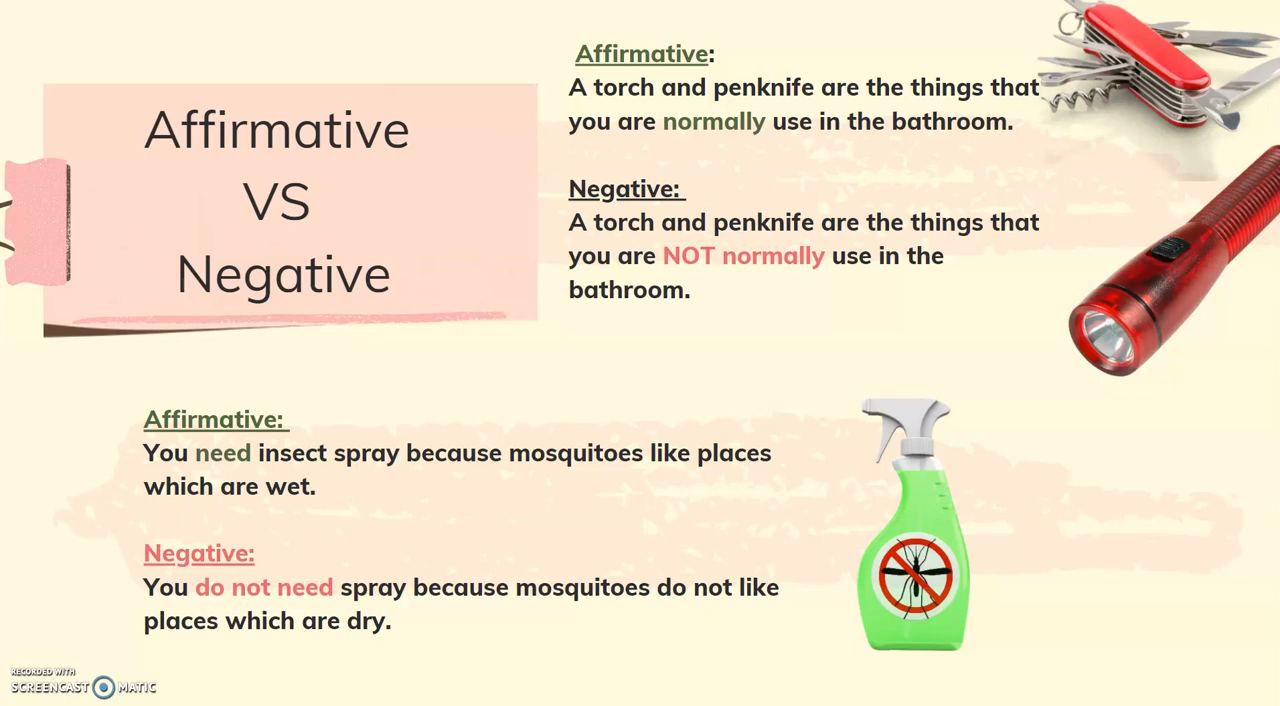 Affirmative
VS
Negative
Affirmative:
A torch and penknife are the things that
you are normally use in the bathroom.
Negative:
A torch and penknife are the things that
you are NOT normally use in the
bathroom.
Affirmative:
You need insect spray because mosquitoes like places
which are wet.
Negative:
You do not need spray because mosquitoes do not like
places which are dry.
RECORDED WITH
SCREENCAST MATIC